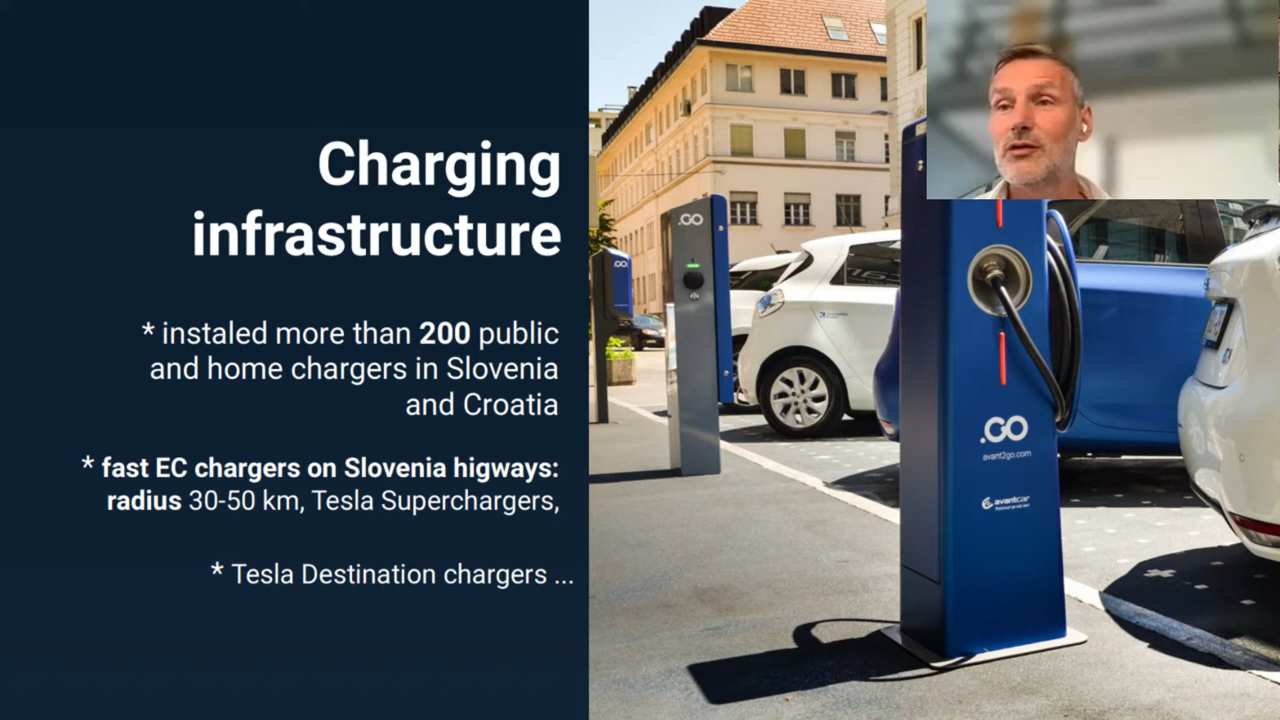 Charging
infrastructure
* instaled more than 200 public
and home chargers in Slovenia
and Croatia
* fast EC chargers on Slovenia higways:
radius 30-50 km, Tesla Superchargers,
* Tesla Destination chargers ...
.GO
.GO
.GO
avant2go.com
avantcar